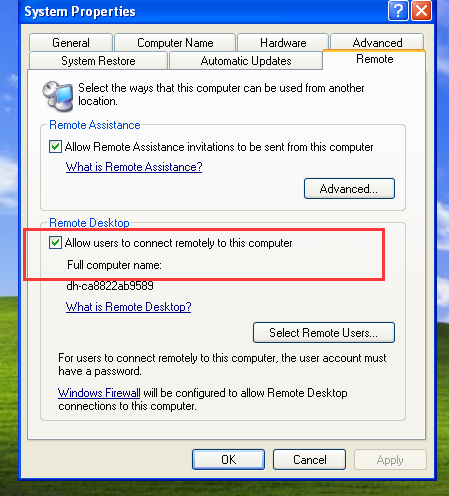 System Properties
General
Computer Name
Hardware
Advanced
System Restore
Automatic Updates
Remote
Select the ways that this computer can be used from another
location.
Remote Assistance
Allow Remote Assistance invitations to be sent from this computer
What is Remote Assistance?
Advanced...
Remote Desktop
Allow users to connect remotely to this computer
Full computer name:
dh-ca8822ab9589
What is Remote Desktop?
Select Remote Users...
For users to connect remotely to this computer, the user account must
have a password.
Windows Firewall will be configured to allow Remote Desktop
connections to this computer.
OK
Cancel
Apply